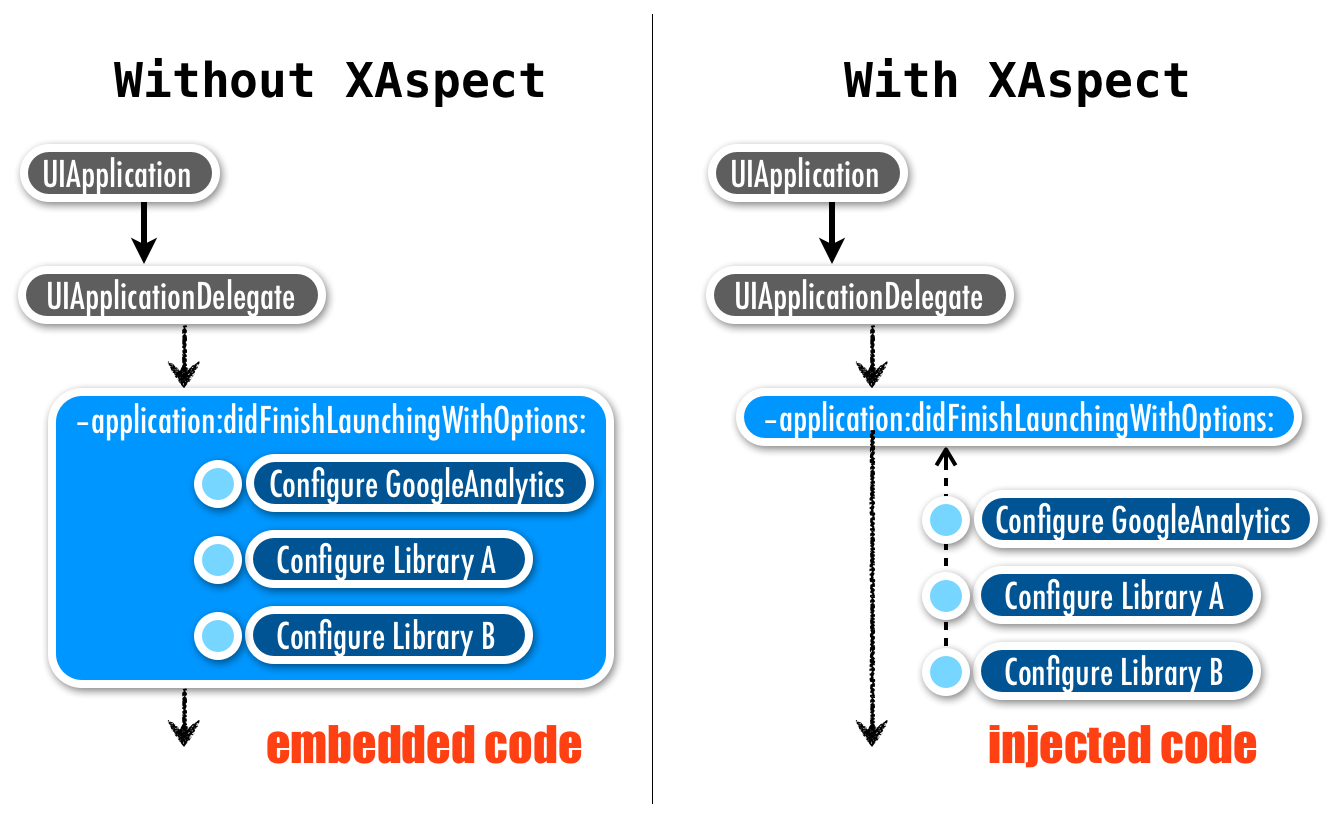 Without XAspect
UIApplication
UIApplicationDelegate
–application:didFinishLaunchingWithOptions:
Configure GoogleAnalytics
Configure Library A
Configure Library B
embedded code
With XAspect
UIApplication
UIApplicationDelegate
–application:didFinishLaunchingWithOptions:
Configure GoogleAnalytics
Configure Library A
Configure Library B
injected code